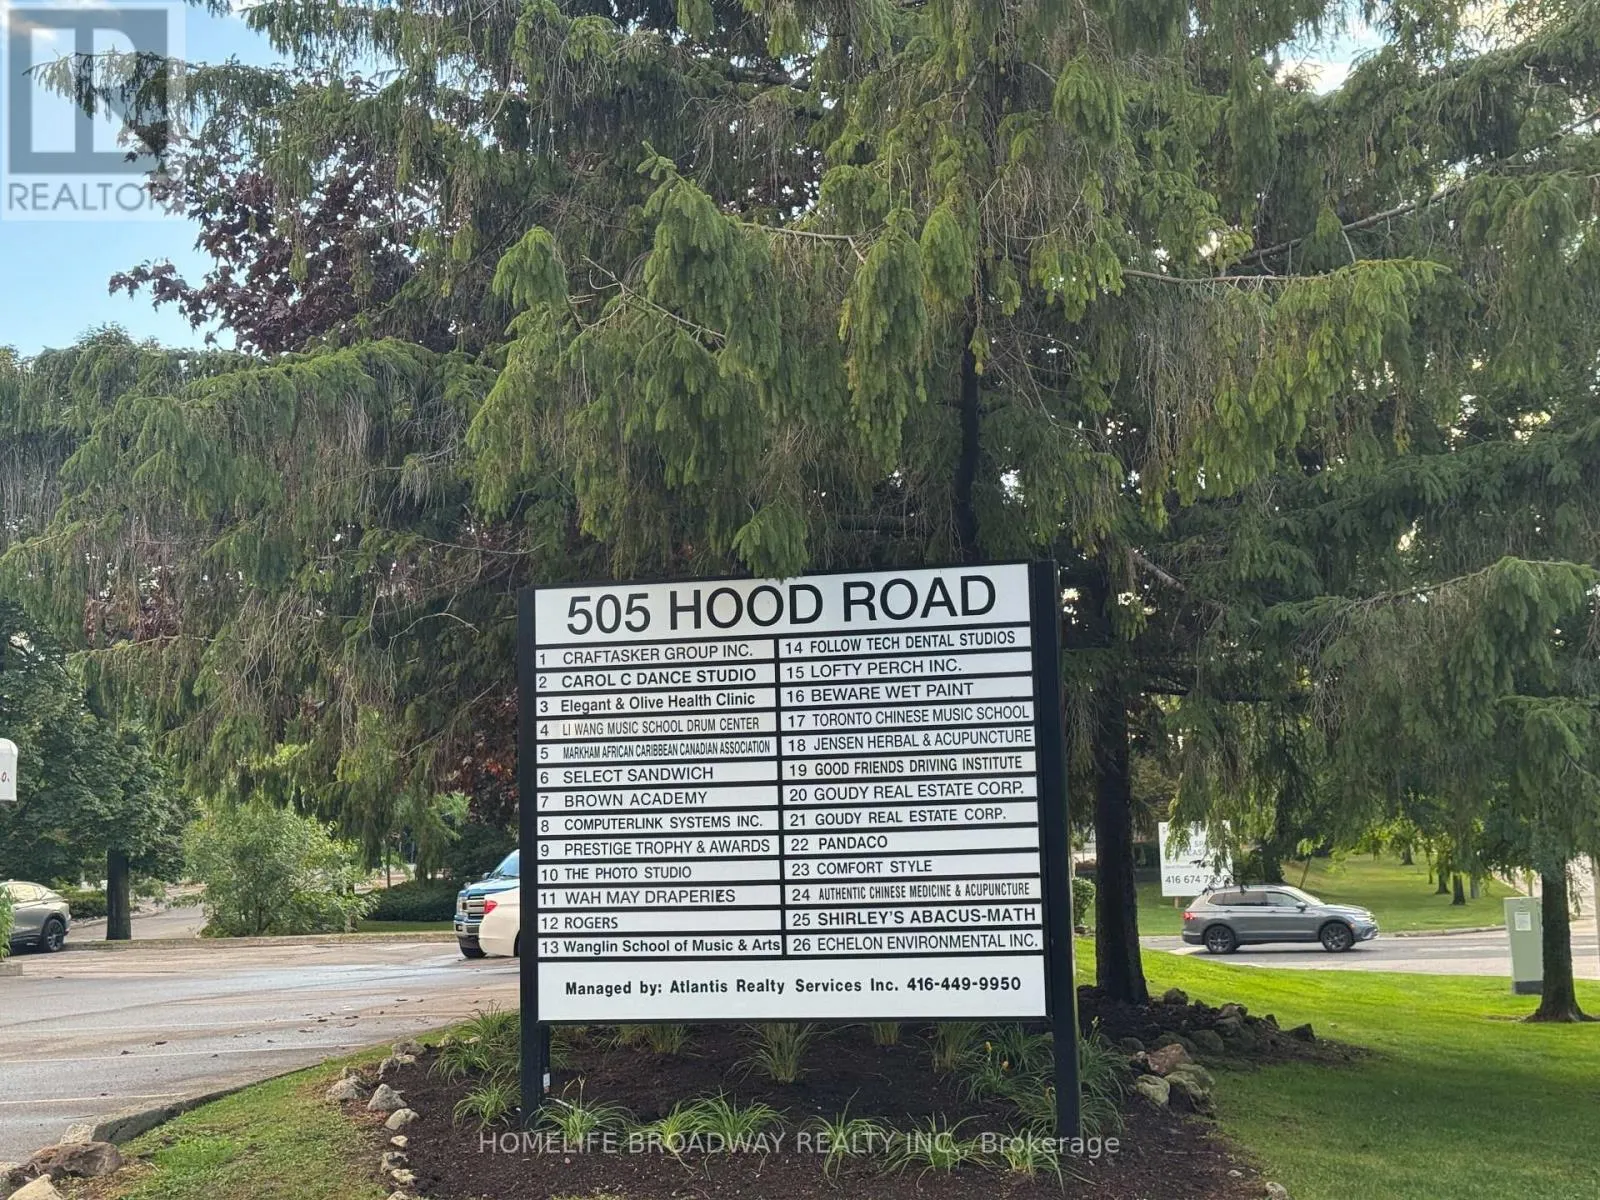 REALTOR
505 HOOD ROAD
1 CRAFTASKER GROUP INC.
2 CAROL C DANCE STUDIO
3 Elegant & Olive Health Clinic
4 LI WANG MUSIC SCHOOL DRUM CENTER
5 MARKHAM AFRICAN CARIBBEAN CANADIAN ASSOCIATION
6 SELECT SANDWICH
7 BROWN ACADEMY
8 COMPUTERLINK SYSTEMS INC.
9 PRESTIGE TROPHY & AWARDS
10 THE PHOTO STUDIO
11 WAH MAY DRAPERIES
12 ROGERS
13 Wanglin School of Music & Arts
14 FOLLOW TECH DENTAL STUDIOS
15 LOFTY PERCH INC.
16 BEWARE WET PAINT
17 TORONTO CHINESE MUSIC SCHOOL
18 JENSEN HERBAL & ACUPUNCTURE
19 GOOD FRIENDS DRIVING INSTITUTE
20 GOUDY REAL ESTATE CORP.
21 GOUDY REAL ESTATE CORP.
22 PANDACO
23 COMFORT STYLE
24 AUTHENTIC CHINESE MEDICINE & ACUPUNCTURE
25 SHIRLEY'S ABACUS-MATH
26 ECHELON ENVIRONMENTAL INC.
Managed by: Atlantis Realty Services Inc. 416-449-9950
416 674 7900
HOMELIFE BROADWAY REALTY INC., Brokerage